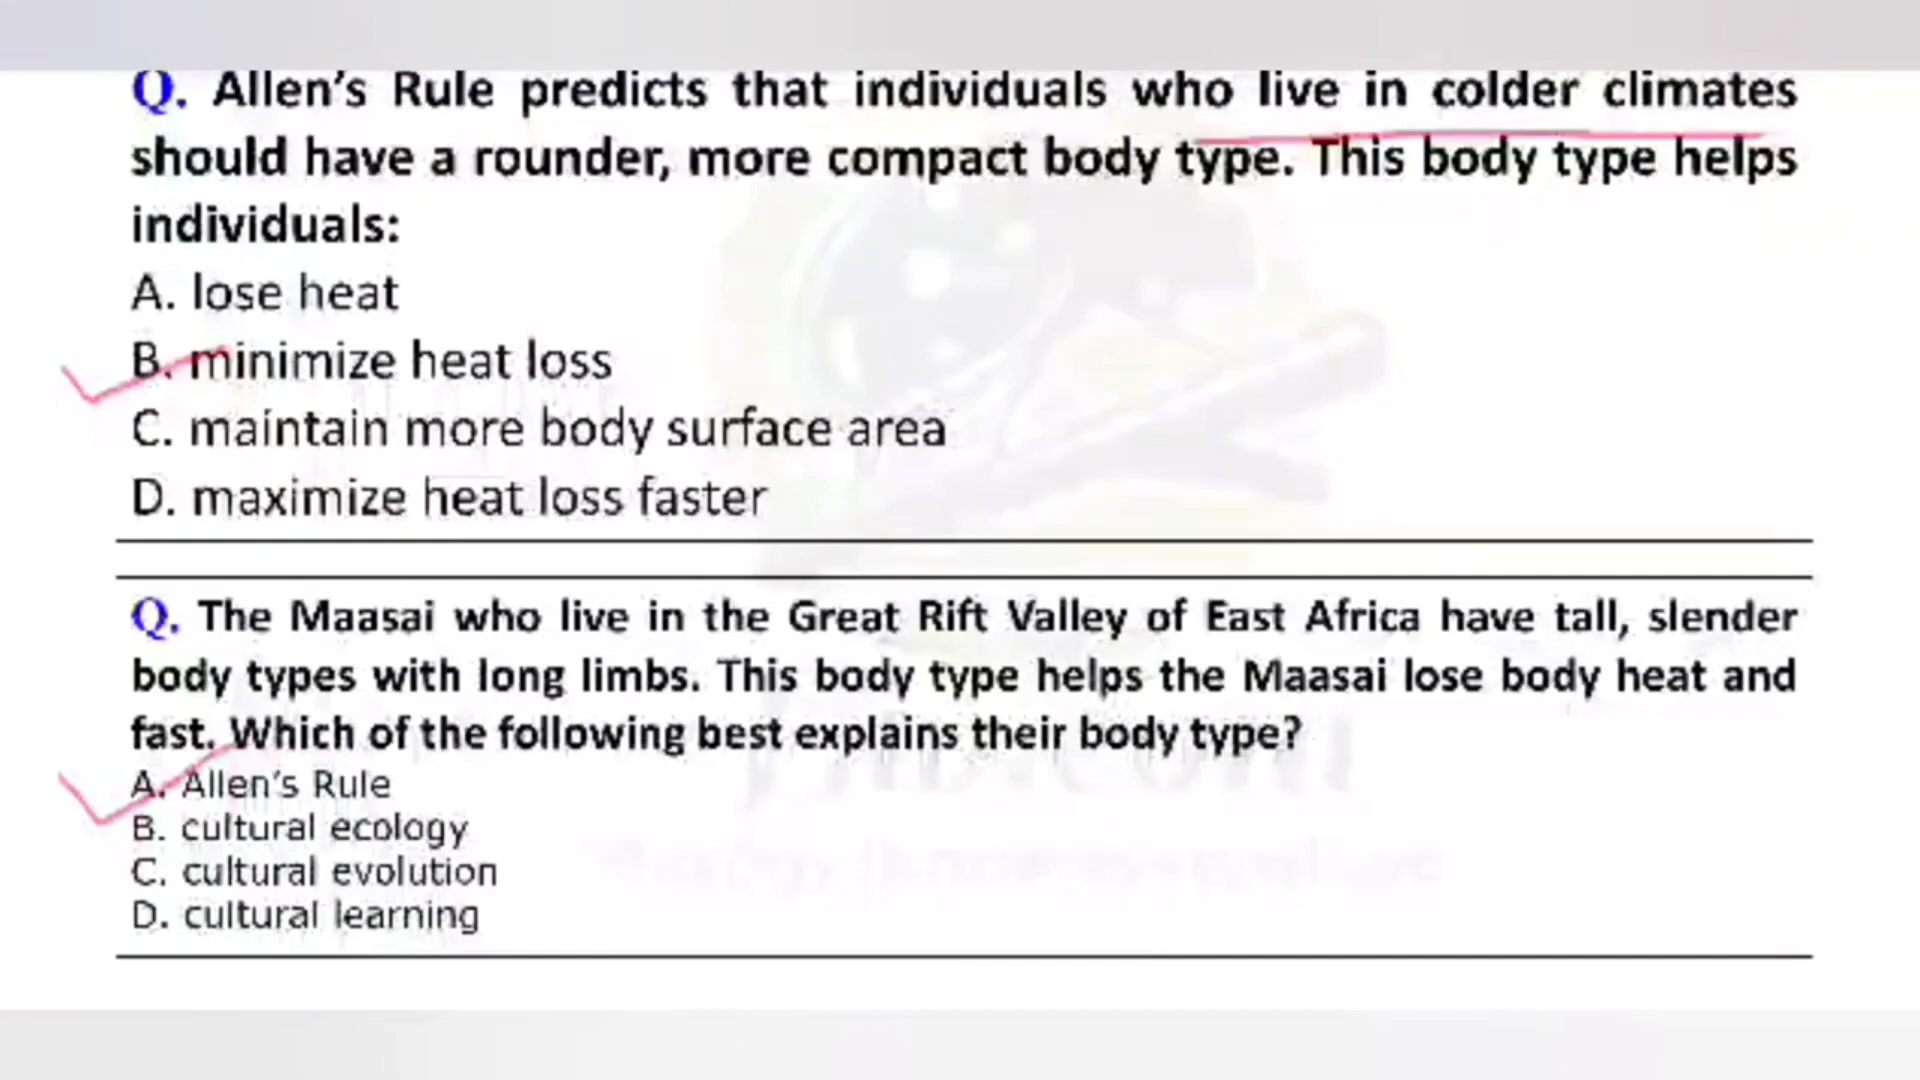 Q. Allen’s Rule predicts that individuals who live in colder climates
should have a rounder, more compact body type. This body type helps
individuals:
A. lose heat
B. minimize heat loss
C. maintain more body surface area
D. maximize heat loss faster
Q. The Maasai who live in the Great Rift Valley of East Africa have tall, slender
body types with long limbs. This body type helps the Maasai lose body heat and
fast. Which of the following best explains their body type?
A. Allen’s Rule
B. cultural ecology
C. cultural evolution
D. cultural learning